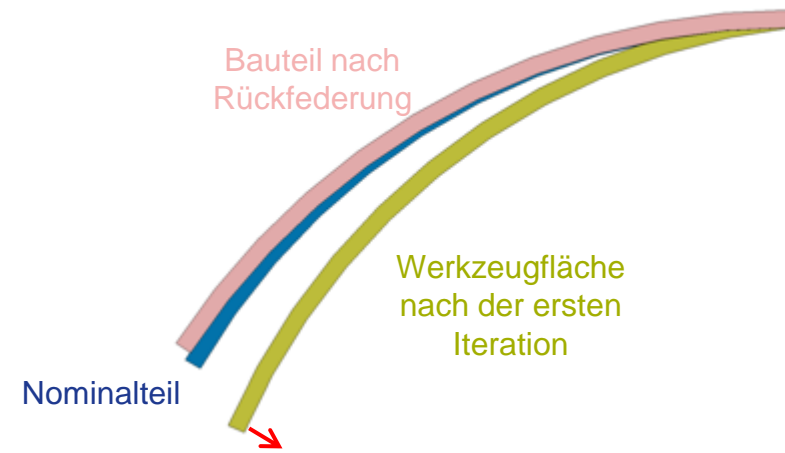 Bauteil nach
Rückfederung
Werkzeugfläche
nach der ersten
Iteration
Nominalteil